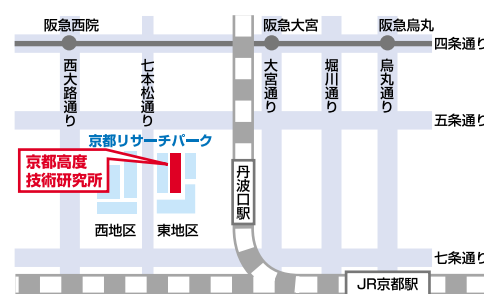 阪急西院
阪急大宮
阪急烏丸
四条通り
西大路通り
七本松通り
大宮通り
堀川通り
烏丸通り
五条通り
京都リサーチパーク
京都高度
技術研究所
丹波口駅
西地区
東地区
七条通り
JR京都駅